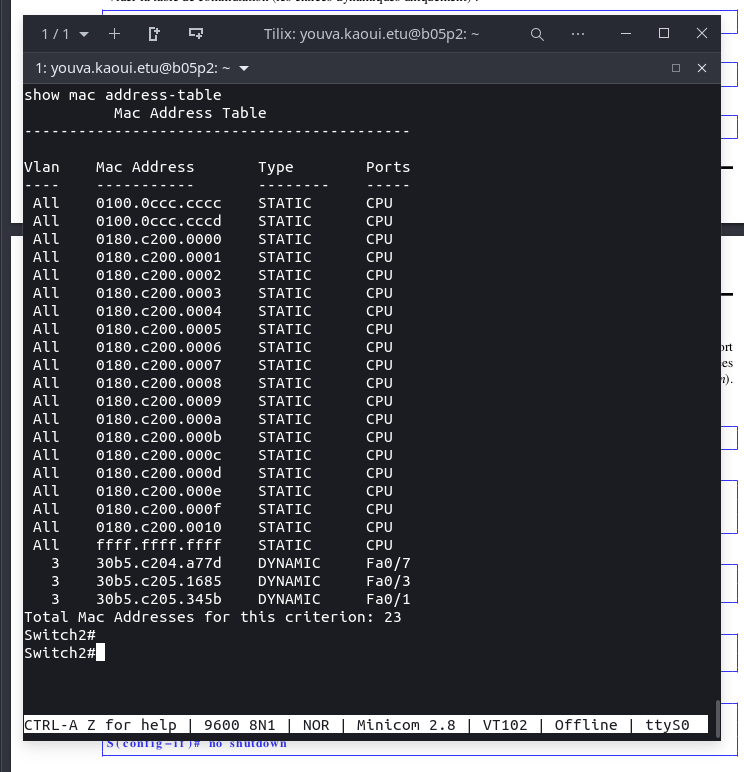 1 / 1
Tilix: youva.kaoui.etu@b05p2: ~
1: youva.kaoui.etu@b05p2: ~
show mac address-table
Mac Address Table
-------------------------------------------
Vlan    Mac Address       Type        Ports
----    -----------       --------    -----
All    0100.0ccc.cccc    STATIC      CPU
All    0100.0ccc.cccd    STATIC      CPU
All    0180.c200.0000    STATIC      CPU
All    0180.c200.0001    STATIC      CPU
All    0180.c200.0002    STATIC      CPU
All    0180.c200.0003    STATIC      CPU
All    0180.c200.0004    STATIC      CPU
All    0180.c200.0005    STATIC      CPU
All    0180.c200.0006    STATIC      CPU
All    0180.c200.0007    STATIC      CPU
All    0180.c200.0008    STATIC      CPU
All    0180.c200.0009    STATIC      CPU
All    0180.c200.000a    STATIC      CPU
All    0180.c200.000b    STATIC      CPU
All    0180.c200.000c    STATIC      CPU
All    0180.c200.000d    STATIC      CPU
All    0180.c200.000e    STATIC      CPU
All    0180.c200.000f    STATIC      CPU
All    0180.c200.0010    STATIC      CPU
All    ffff.ffff.ffff    STATIC      CPU
3    30b5.c204.a77d    DYNAMIC     Fa0/7
3    30b5.c205.1685    DYNAMIC     Fa0/3
3    30b5.c205.345b    DYNAMIC     Fa0/1
Total Mac Addresses for this criterion: 23
Switch2#
Switch2#
CTRL-A Z for help | 9600 8N1 | NOR | Minicom 2.8 | VT102 | Offline | ttyS0
S(config-if)# no shutdown